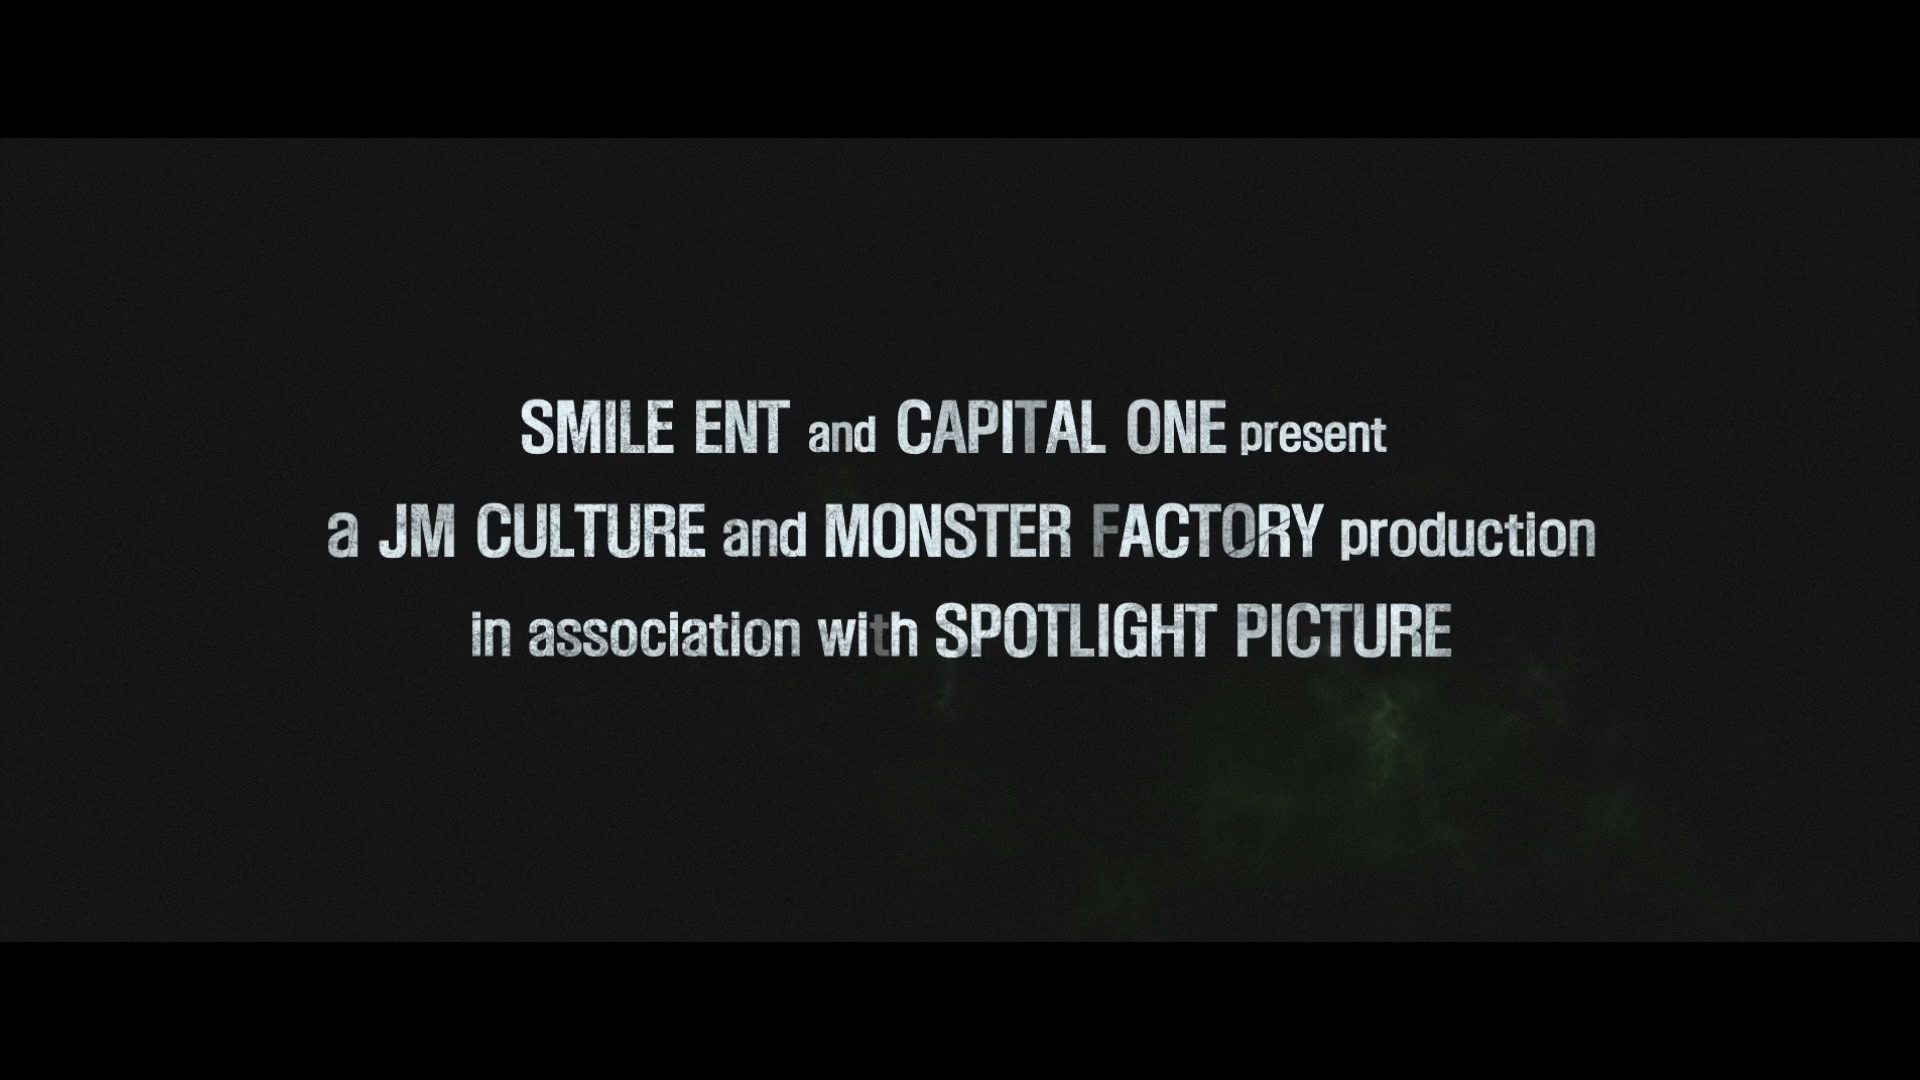 SMILE ENT and CAPITAL ONE present
a JM CULTURE and MONSTER FACTORY production
in association with SPOTLIGHT PICTURE